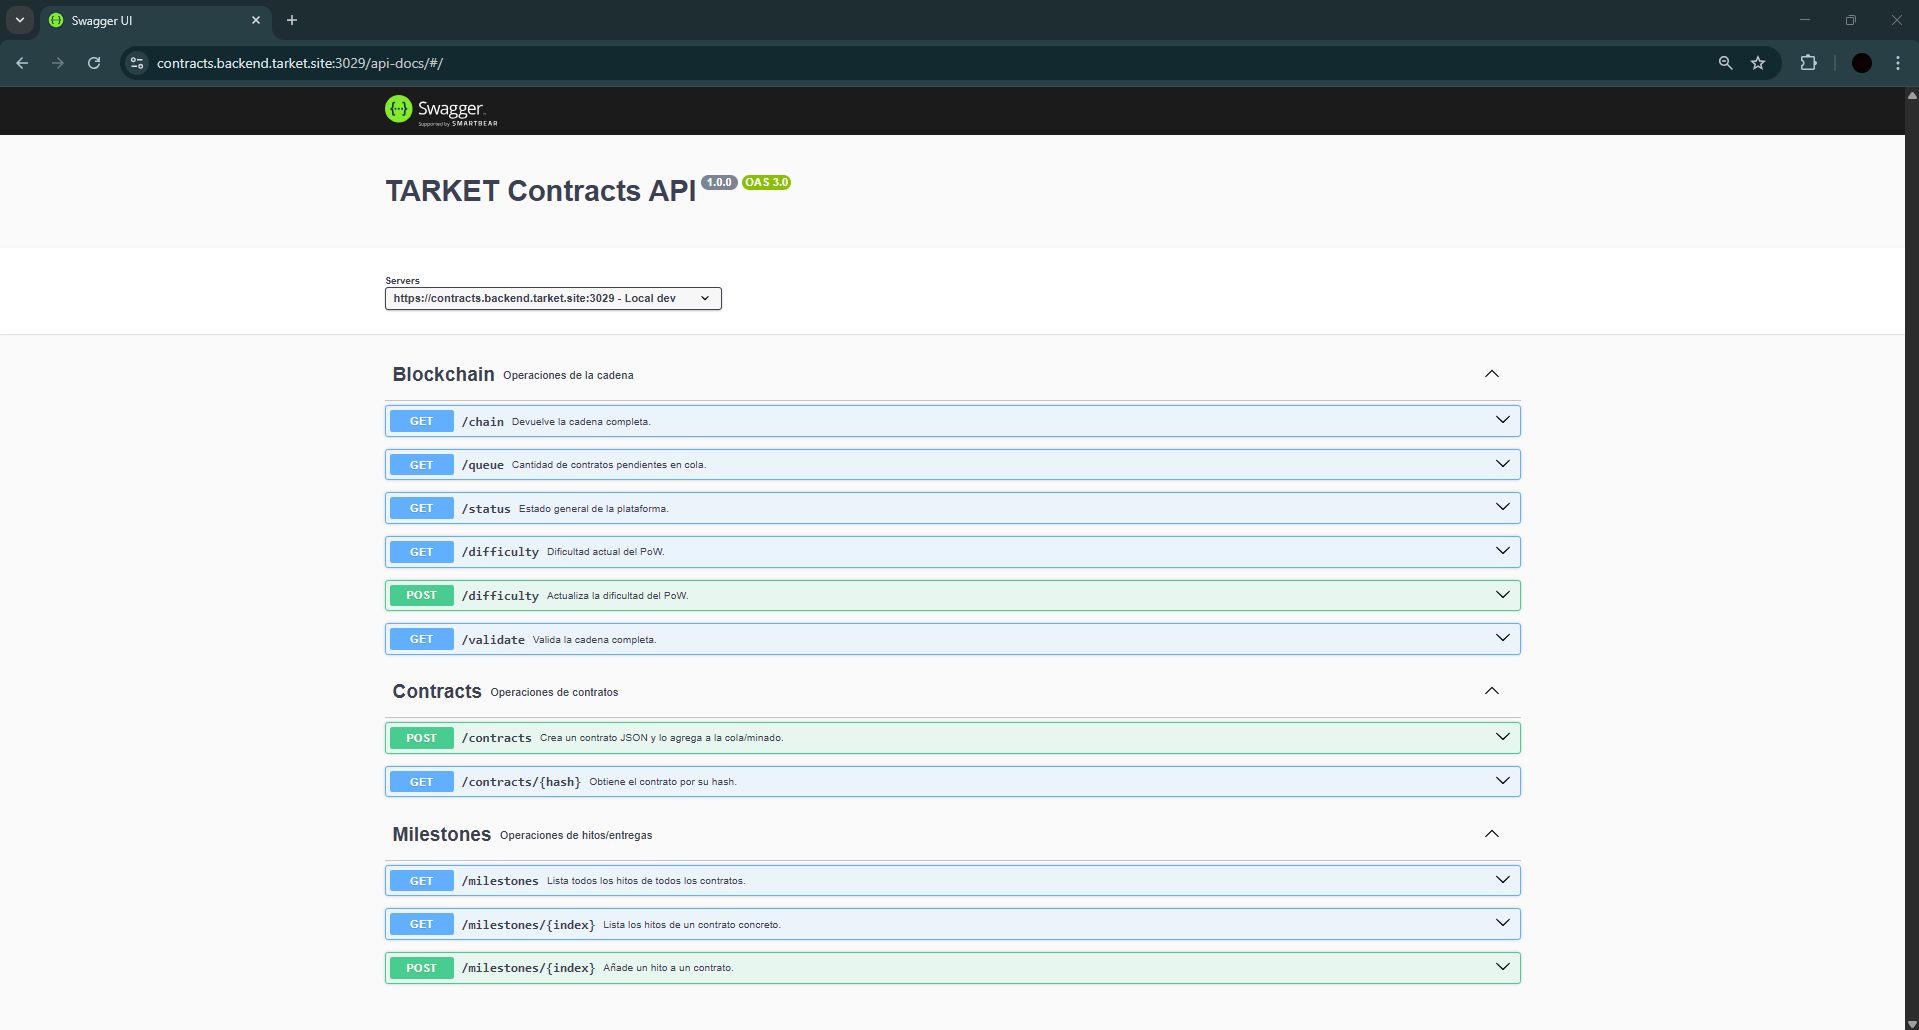 Swagger UI
contracts.backend.tarket.site:3029/api-docs/#/
Swagger
Supported by SMARTBEAR
TARKET Contracts API 1.0.0 OAS 3.0
Servers
https://contracts.backend.tarket.site:3029 - Local dev
Blockchain Operaciones de la cadena
GET /chain Devuelve la cadena completa.
GET /queue Cantidad de contratos pendientes en cola.
GET /status Estado general de la plataforma.
GET /difficulty Dificultad actual del PoW.
POST /difficulty Actualiza la dificultad del PoW.
GET /validate Valida la cadena completa.
Contracts Operaciones de contratos
POST /contracts Crea un contrato JSON y lo agrega a la cola/minado.
GET /contracts/{hash} Obtiene el contrato por su hash.
Milestones Operaciones de hitos/entregas
GET /milestones Lista todos los hitos de todos los contratos.
GET /milestones/{index} Lista los hitos de un contrato concreto.
POST /milestones/{index} Añade un hito a un contrato.